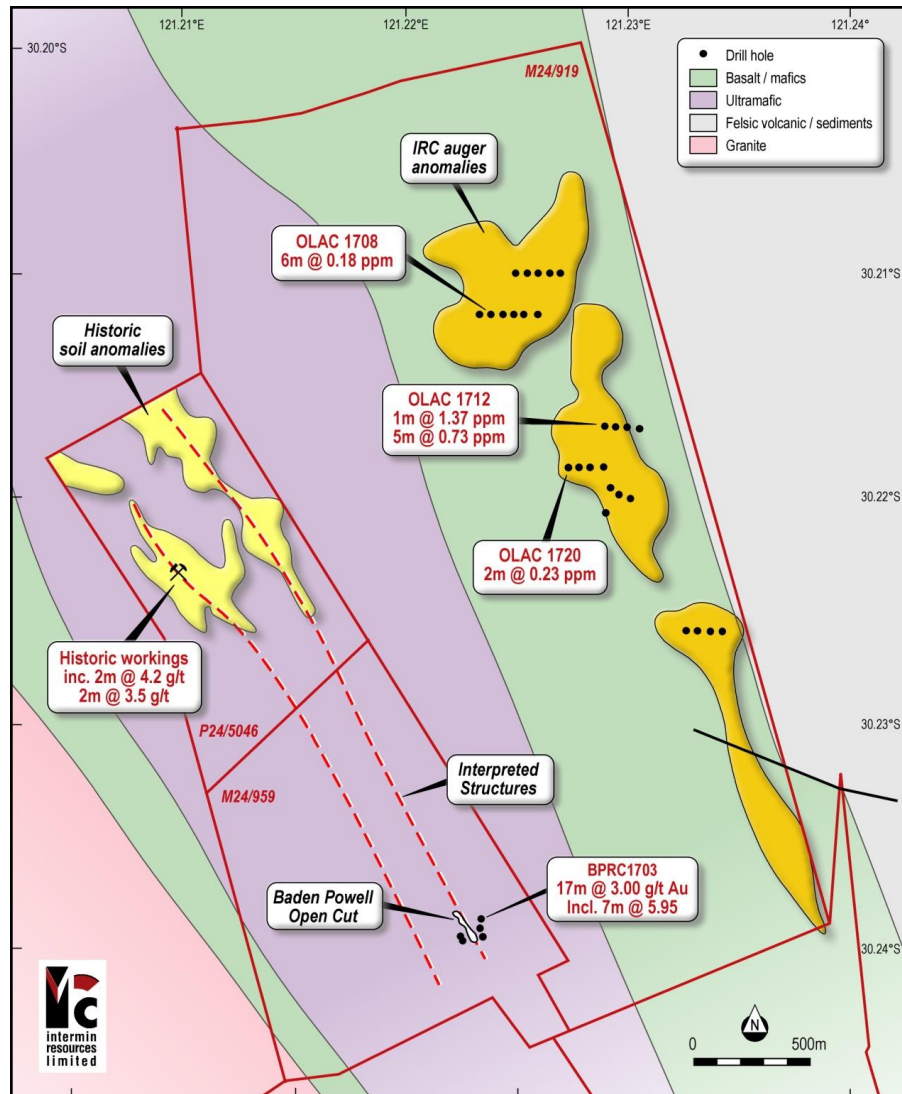 121.21°E
121.22°E
121.23°E
121.24°E
30.20°S
M24/919
Drill hole
Basalt / mafics
Ultramafic
Felsic volcanic / sediments
Granite
IRC auger
anomalies
OLAC 1708
6m @ 0.18 ppm
30.21°S
Historic
soil anomalies
OLAC 1712
1m @ 1.37 ppm
5m @ 0.73 ppm
30.22°S
OLAC 1720
2m @ 0.23 ppm
Historic workings
inc. 2m @ 4.2 g/t
2m @ 3.5 g/t
P24/5046
30.23°S
M24/959
Interpreted
Structures
Baden Powell
Open Cut
BPRC1703
17m @ 3.00 g/t Au
Incl. 7m @ 5.95
30.24°S
intermin
resources
limited
N
0
500m